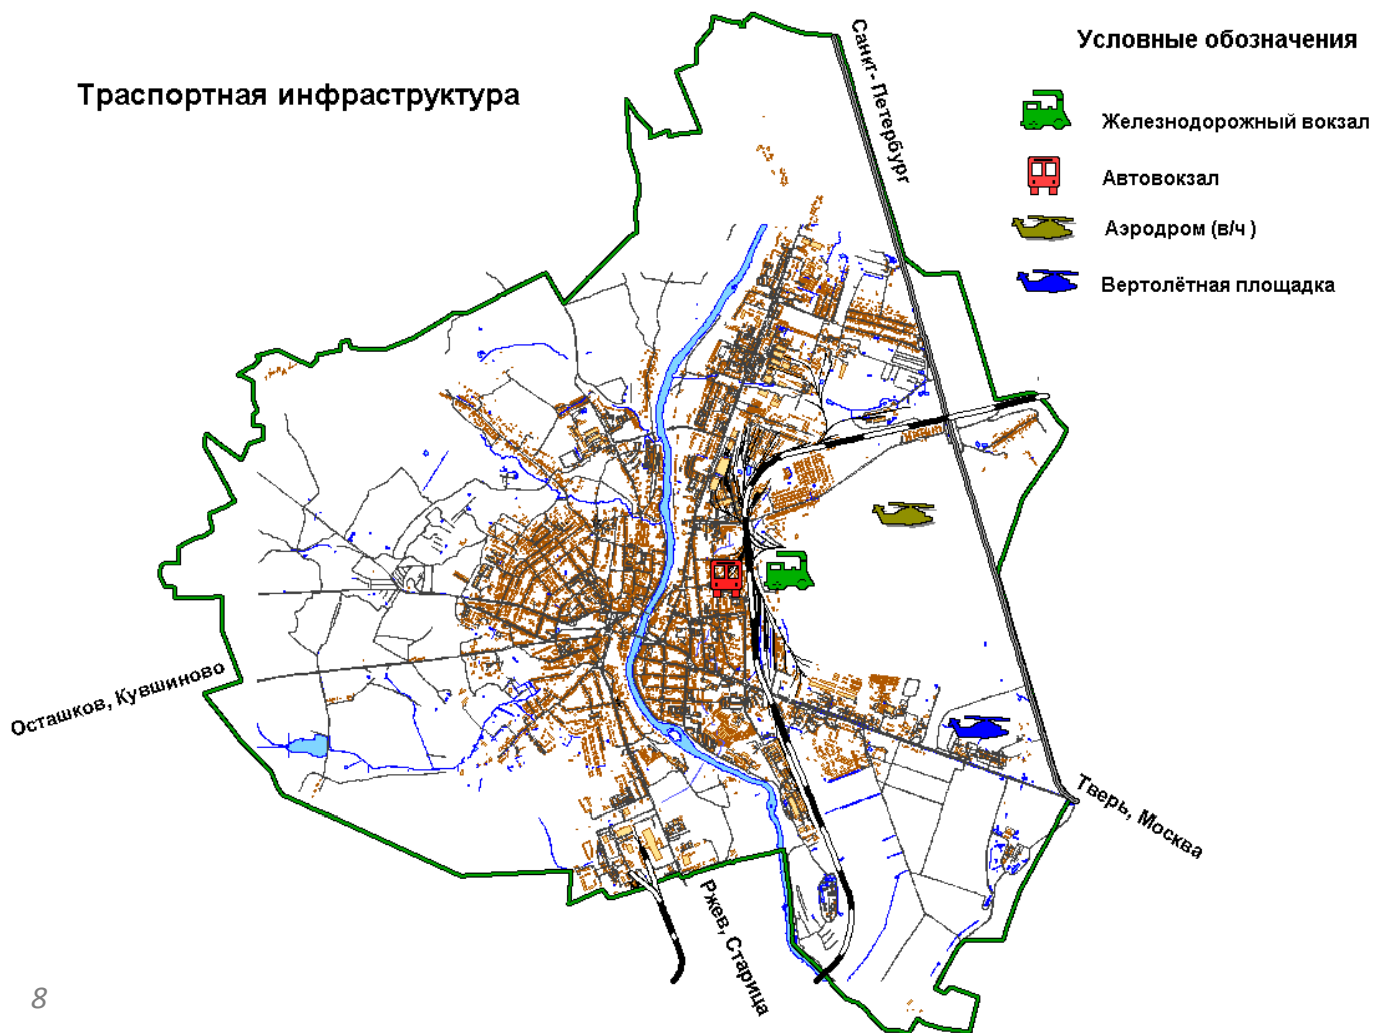 Условные обозначения
Траспортная инфраструктура
Железнодорожный вокзал
Автовокзал
Аэродром (в/ч )
Вертолётная площадка
Санкт- Петербург
Осташков, Кувшиново
Тверь, Москва
Ржев, Старица
8